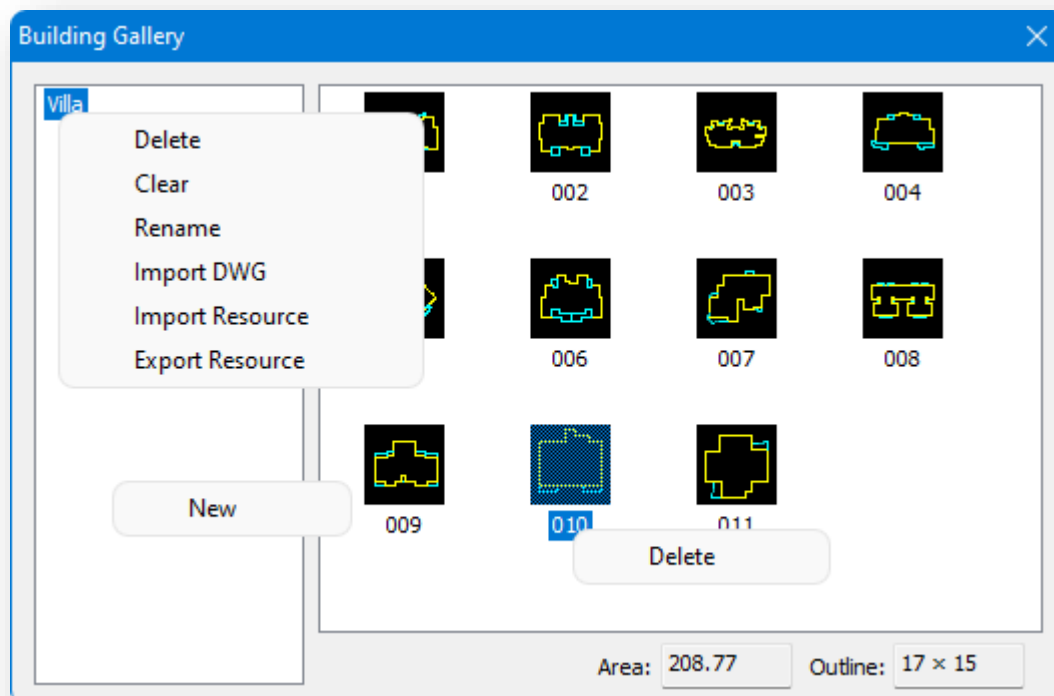 Building Gallery
Villa
Delete
Clear
Rename
Import DWG
Import Resource
Export Resource
New
002
003
004
006
007
008
009
010
011
Delete
Area: 208.77
Outline: 17 × 15